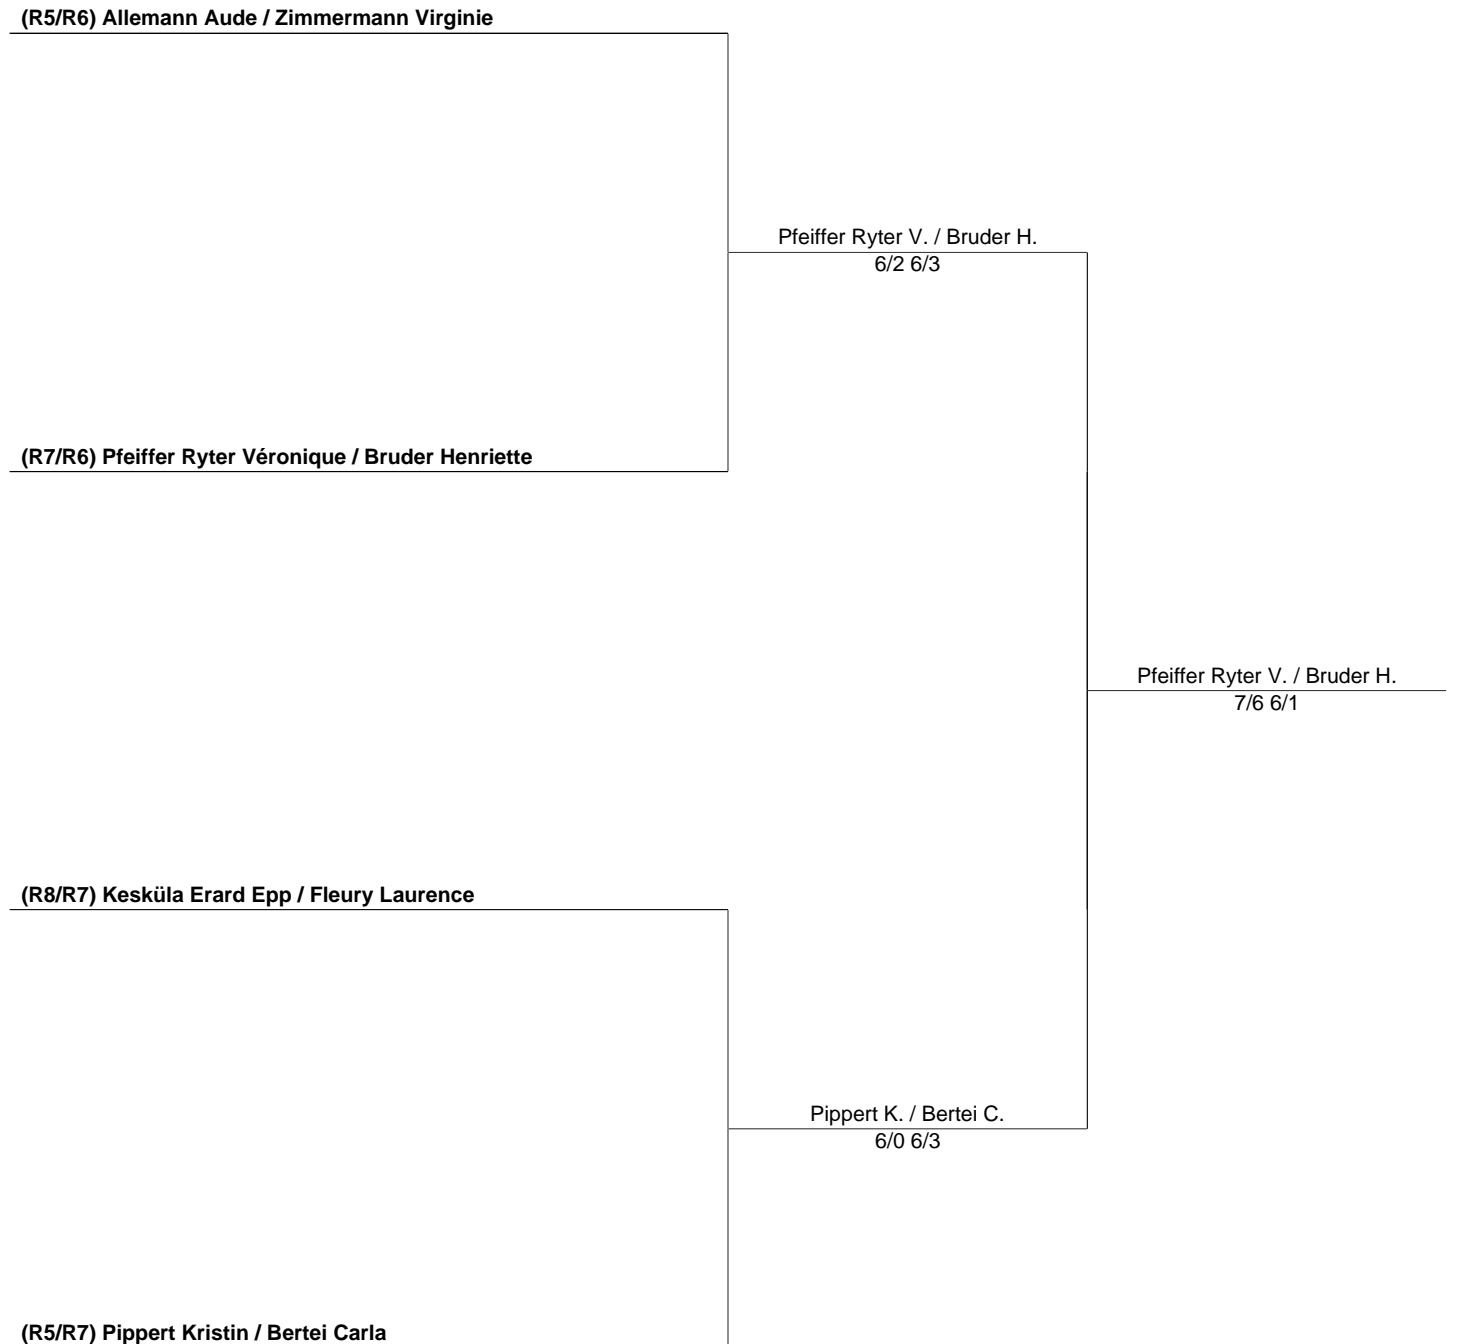 (R5/R6) Allemann Aude / Zimmermann Virginie
Pfeiffer Ryter V. / Bruder H.
6/2 6/3
(R7/R6) Pfeiffer Ryter Véronique / Bruder Henriette
Pfeiffer Ryter V. / Bruder H.
7/6 6/1
(R8/R7) Kesküla Erard Epp / Fleury Laurence
Pippert K. / Bertei C.
6/0 6/3
(R5/R7) Pippert Kristin / Bertei Carla